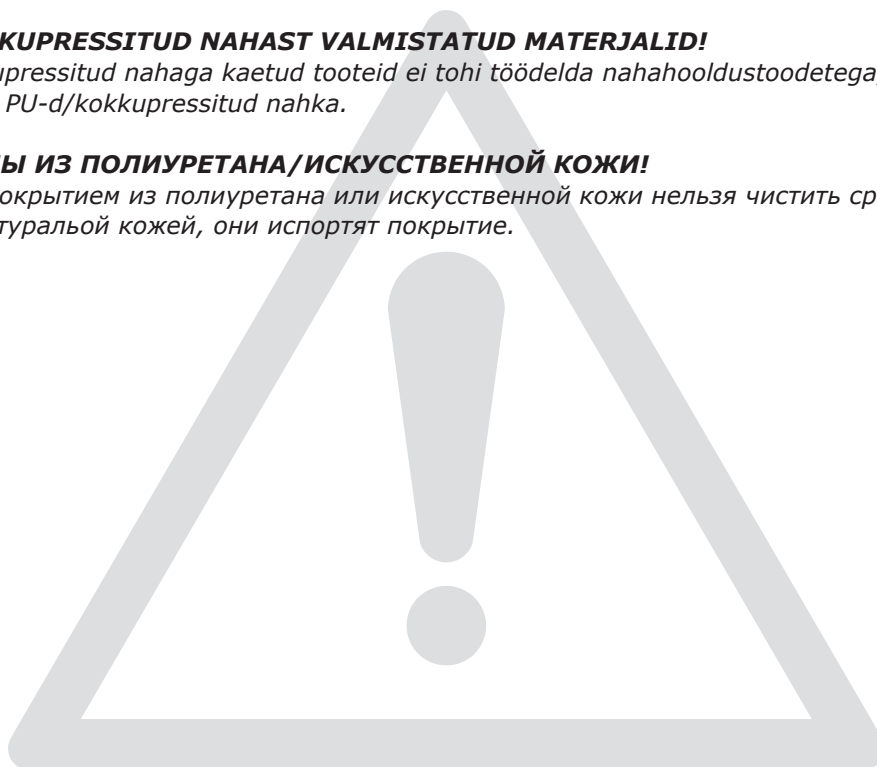 KUPRESSITUD NAHAST VALMISTATUD MATERJALID!
upressitud nahaga kaetud tooteid ei tohi töödelda nahahooldustoodetega,
PU-d/kokkupressitud nahka.
Ы ИЗ ПОЛИУРЕТАНА/ИСКУССТВЕННОЙ КОЖИ!
окрытием из полиуретана или искусственной кожи нельзя чистить ср
туральой кожей, они испортят покрытие.